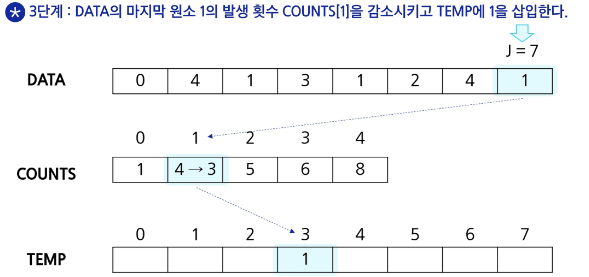 * 3단계 : DATA의 마지막 원소 1의 발생 횟수 COUNTS[1]을 감소시키고 TEMP에 1을 삽입한다.
J = 7
DATA 0 4 1 3 1 2 4 1
0 1 2 3 4
COUNTS 1 4 → 3 5 6 8
0 1 2 3 4 5 6 7
TEMP 1